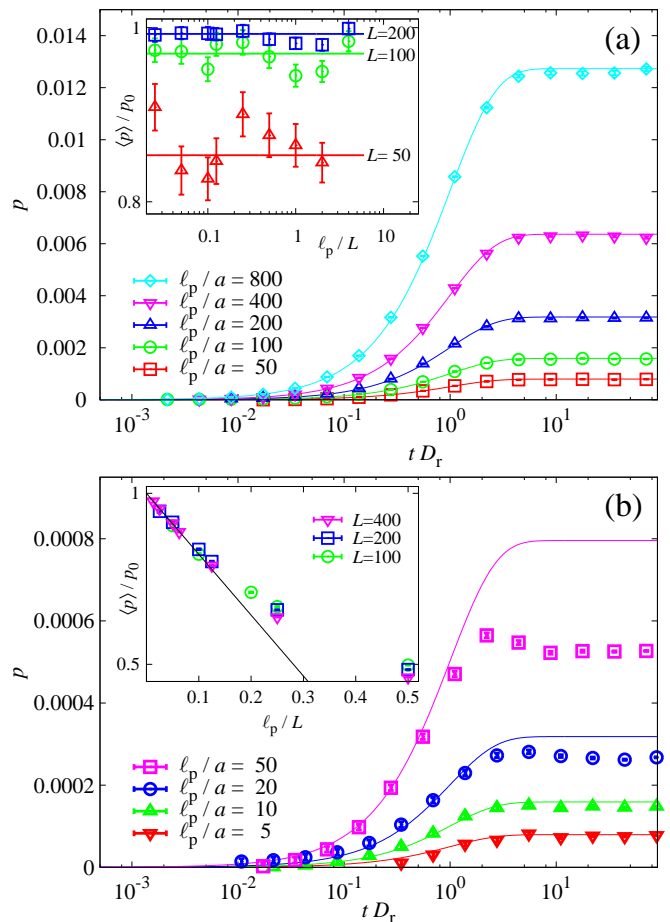 (a)
p
0.014
0.012
0.01
0.008
0.006
0.004
0.002
0
10⁻³
10⁻²
10⁻¹
10⁰
10¹
t Dᵣ
⟨p⟩ / p₀
1
0.8
0.1
1
10
ℓₚ / L
L=200
L=100
L= 50
ℓₚ / a = 800
ℓₚ / a = 400
ℓₚ / a = 200
ℓₚ / a = 100
ℓₚ / a = 50
(b)
p
0.0008
0.0006
0.0004
0.0002
0
10⁻³
10⁻²
10⁻¹
10⁰
10¹
t Dᵣ
⟨p⟩ / p₀
1
0.5
0.1
0.2
0.3
0.4
0.5
ℓₚ / L
L=400
L=200
L=100
ℓₚ / a = 50
ℓₚ / a = 20
ℓₚ / a = 10
ℓₚ / a = 5